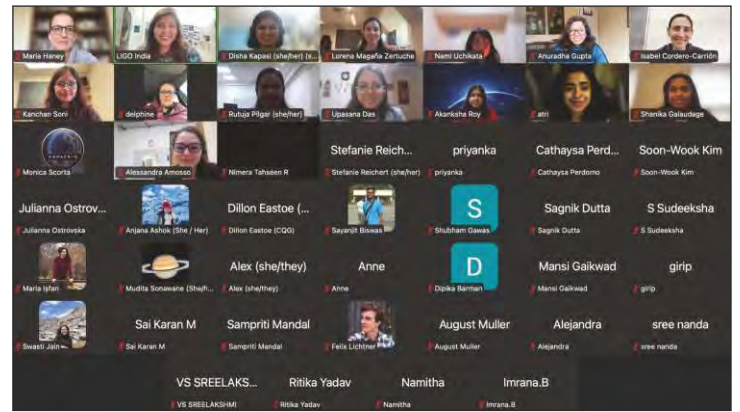 Maria Haney
LIGO India
Disha Kapasi (she/her) (s...
Lorena Magaña Zertuche
Nami Uchikata
Anuradha Gupta
Isabel Cordero-Carrión
Kanchan Soni
delphine
Rutuja Pilgar (she/her)
Upasana Das
Akanksha Roy
atri
Shanika Galaudage
Stefanie Reich...
priyanka
Cathaysa Perd...
Soon-Wook Kim
Monica Scorta
Alessandra Amosso
Nimera Tahseen R
Stefanie Reichert (she/her)
priyanka
Cathaysa Perdomo
Soon-Wook Kim
Julianna Ostrov...
Dillon Eastoe (...
S
Sagnik Dutta
S Sudeeksha
Julianna Ostrovska
Anjana Ashok (She / Her)
Dillon Eastoe (CQG)
Sayanjit Biswas
Shubham Gawas
Sagnik Dutta
S Sudeeksha
Alex (she/they)
Anne
D
Mansi Gaikwad
girip
Maria Isfan
Mudita Sonawane (She/h...
Alex (she/they)
Anne
Dipika Barman
Mansi Gaikwad
girip
Sai Karan M
Sampriti Mandal
August Muller
Alejandra
sree nanda
Swasti Jain
Sai Karan M
Sampriti Mandal
Felix Lichtner
August Muller
Alejandra
sree nanda
VS SREELAKS...
Ritika Yadav
Namitha
Imrana.B
VS SREELAKSHMI
Ritika Yadav
Namitha
Imrana.B